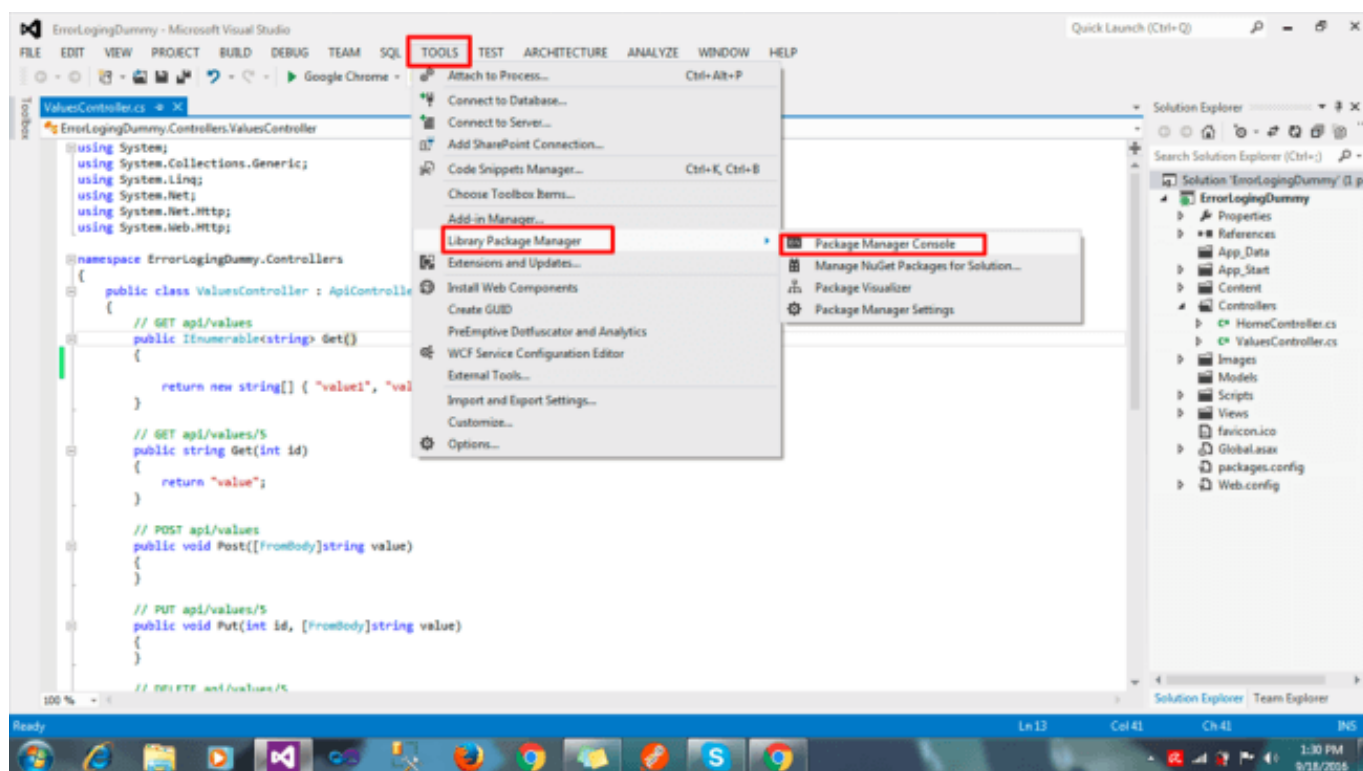 ErrorLogingDummy - Microsoft Visual Studio
Quick Launch (Ctrl+Q)
FILE EDIT VIEW PROJECT BUILD DEBUG TEAM SQL TOOLS TEST ARCHITECTURE ANALYZE WINDOW HELP
Google Chrome
Attach to Process... Ctrl+Alt+P
Connect to Database...
Connect to Server...
Add SharePoint Connection...
Code Snippets Manager... Ctrl+K, Ctrl+B
Choose Toolbox Items...
Add-in Manager...
Library Package Manager
Extensions and Updates...
Install Web Components
Create GUID
PreEmptive Dotfuscator and Analytics
WCF Service Configuration Editor
External Tools...
Import and Export Settings...
Customize...
Options...
Package Manager Console
Manage NuGet Packages for Solution...
Package Visualizer
Package Manager Settings
Toolbox
ValuesController.cs
ErrorLogingDummy.Controllers.ValuesController
using System;
using System.Collections.Generic;
using System.Linq;
using System.Net;
using System.Net.Http;
using System.Web.Http;
namespace ErrorLogingDummy.Controllers
{
public class ValuesController : ApiControlle
{
// GET api/values
public IEnumerable<string> Get()
{
return new string[] { "value1", "val
}
// GET api/values/5
public string Get(int id)
{
return "value";
}
// POST api/values
public void Post([FromBody]string value)
{
}
// PUT api/values/5
public void Put(int id, [FromBody]string value)
{
}
// DELETE api/values/5
100 %
Solution Explorer
Search Solution Explorer (Ctrl+;)
Solution 'ErrorLogingDummy' (1 p
ErrorLogingDummy
Properties
References
App_Data
App_Start
Content
Controllers
C# HomeController.cs
C# ValuesController.cs
Images
Models
Scripts
Views
favicon.ico
Global.asax
packages.config
Web.config
Solution Explorer Team Explorer
Ready Ln 13 Col 41 Ch 41 INS
1:30 PM
9/18/2016